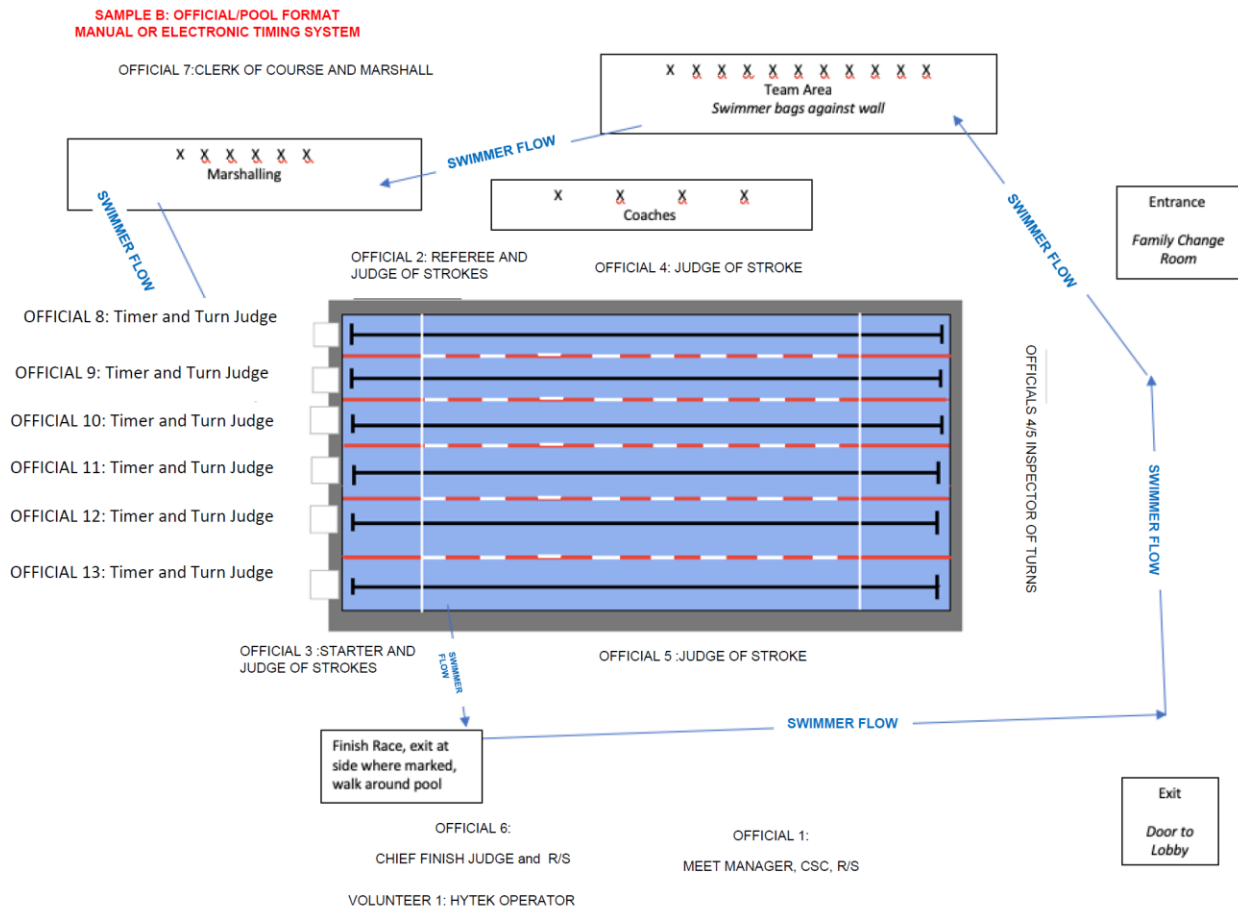 SAMPLE B: OFFICIAL/POOL FORMAT
MANUAL OR ELECTRONIC TIMING SYSTEM
OFFICIAL 7:CLERK OF COURSE AND MARSHALL
X X X X X X X X X X X
Team Area
Swimmer bags against wall
SWIMMER FLOW
X X X X X X
Marshalling
X X X X
Coaches
SWIMMER FLOW
SWIMMER FLOW
Entrance
Family Change
Room
OFFICIAL 2: REFEREE AND
JUDGE OF STROKES
OFFICIAL 4: JUDGE OF STROKE
OFFICIAL 8: Timer and Turn Judge
OFFICIAL 9: Timer and Turn Judge
OFFICIAL 10: Timer and Turn Judge
OFFICIAL 11: Timer and Turn Judge
OFFICIAL 12: Timer and Turn Judge
OFFICIAL 13: Timer and Turn Judge
OFFICIALS 4/5 INSPECTOR OF TURNS
SWIMMER FLOW
OFFICIAL 3 :STARTER AND
JUDGE OF STROKES
SWIMMER
FLOW
OFFICIAL 5 :JUDGE OF STROKE
SWIMMER FLOW
Finish Race, exit at
side where marked,
walk around pool
Exit
Door to
Lobby
OFFICIAL 6:
CHIEF FINISH JUDGE and R/S
OFFICIAL 1:
MEET MANAGER, CSC, R/S
VOLUNTEER 1: HYTEK OPERATOR